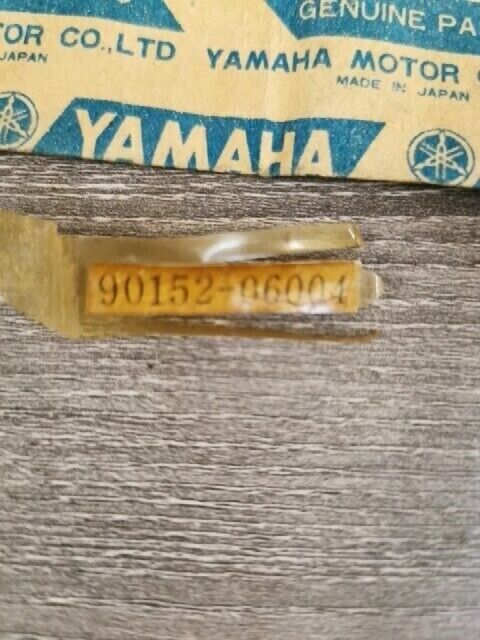 GENUINE PA
TOR CO.,LTD YAMAHA MOTOR
JAPAN MADE IN JAPAN
YAMAHA
90152-06004